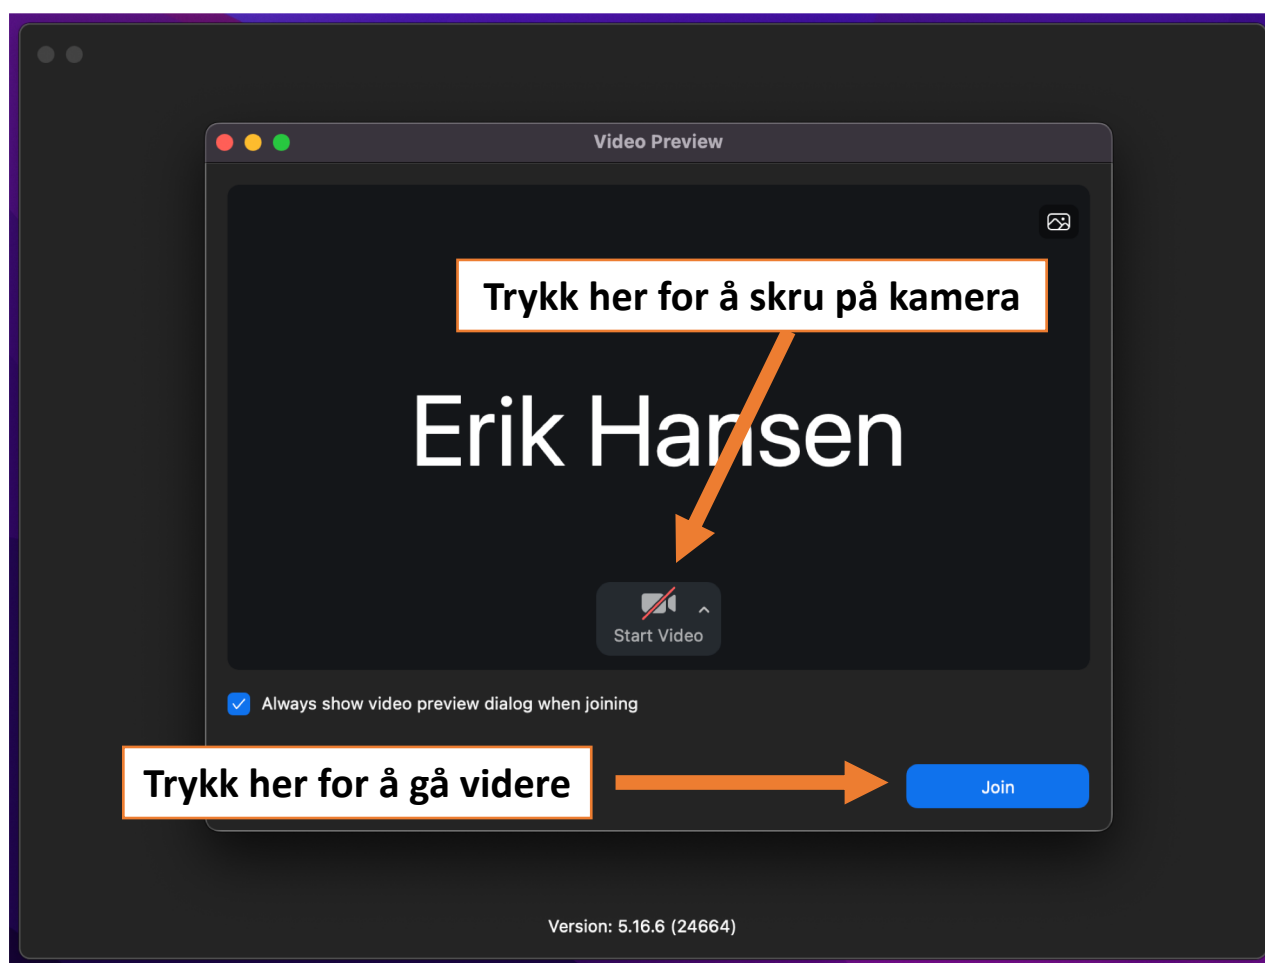 Video Preview
Trykk her for å skru på kamera
Erik Hansen
Start Video
Always show video preview dialog when joining
Trykk her for å gå videre
Join
Version: 5.16.6 (24664)